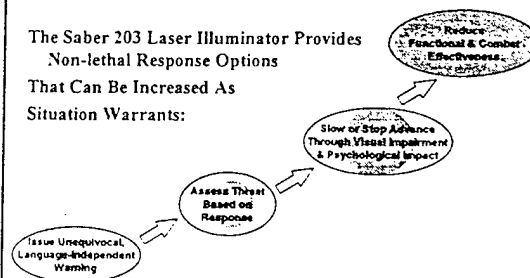 The Saber 203 Laser Illuminator Provides
Non-lethal Response Options
That Can Be Increased As
Situation Warrants:
Reduce
Functional & Combat
Effectiveness
Slow or Stop Advance
Through Visual Impairment
& Psychological Impact
Assess Threat
Based on
Response
Issue Unequivocal,
Language-Independent
Warning